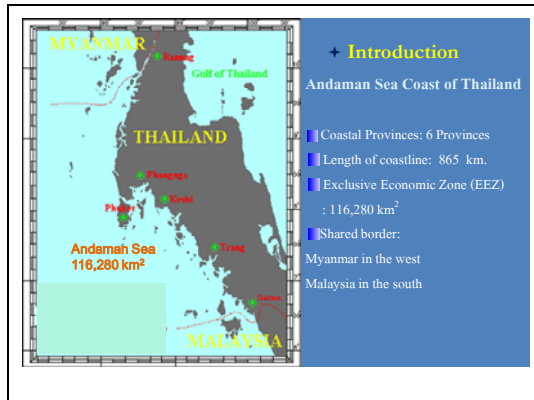 MYANMAR
Ranong
Gulf of Thailand
THAILAND
Phangnga
Krabi
Phuket
Andaman Sea
116,280 km²
Trang
Satun
MALAYSIA
Introduction
Andaman Sea Coast of Thailand
Coastal Provinces: 6 Provinces
Length of coastline: 865 km.
Exclusive Economic Zone (EEZ)
: 116,280 km²
Shared border:
Myanmar in the west
Malaysia in the south